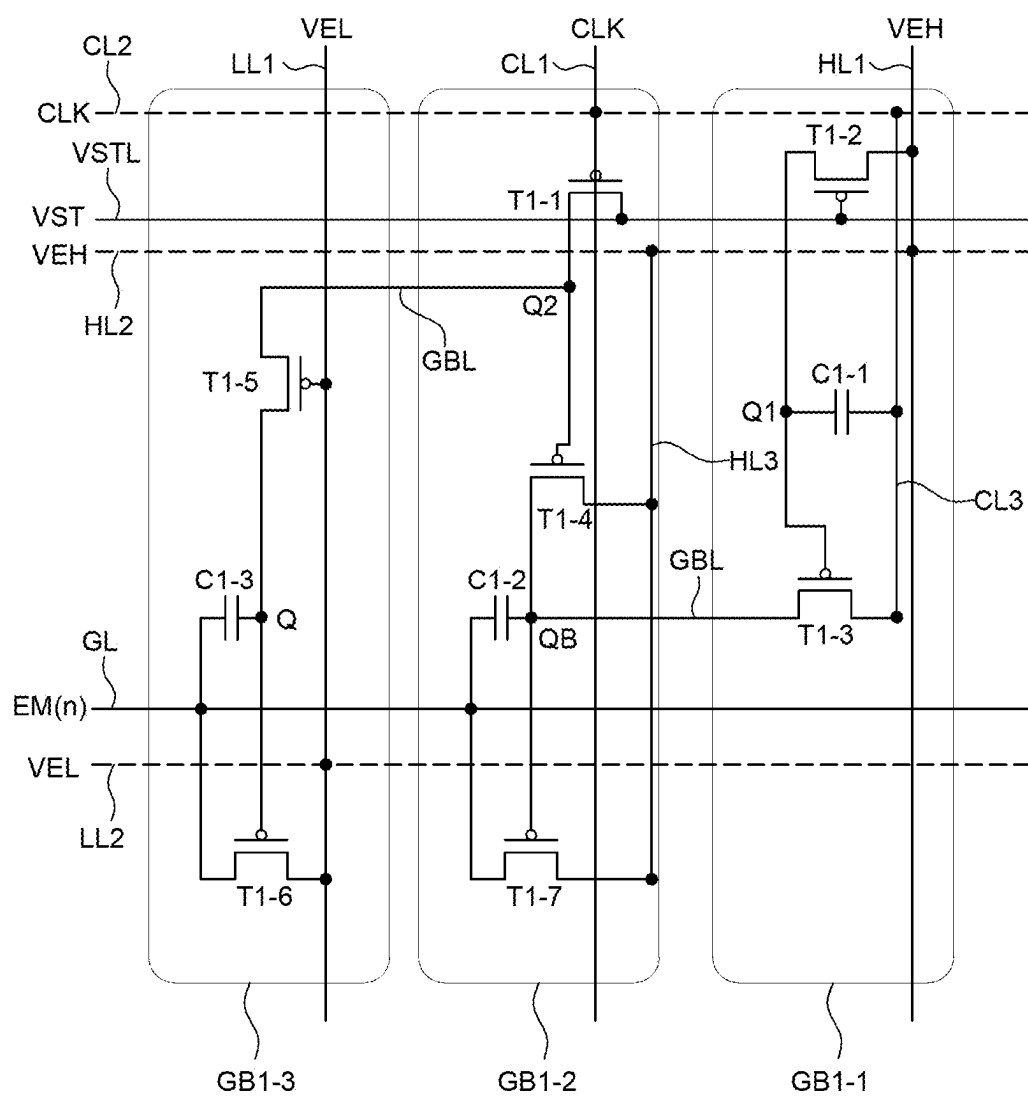 VEL CLK VEH
CL2 LL1 CL1 HL1
CLK
T1-2
VSTL
T1-1
VST
VEH
Q2
HL2
GBL
T1-5 C1-1
Q1
HL3
CL3
T1-4
GBL
C1-3 C1-2
Q QB T1-3
GL
EM(n)
VEL
LL2
T1-6 T1-7
GB1-3 GB1-2 GB1-1